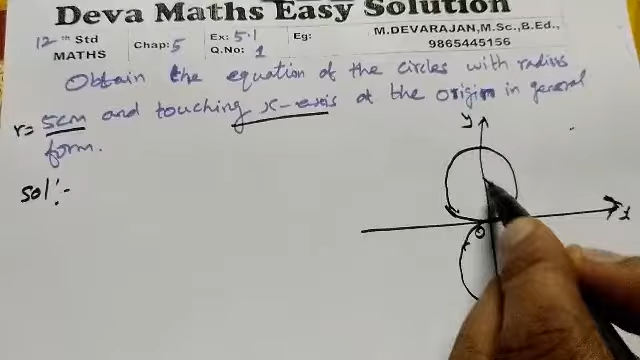 Deva Maths Easy Solution
12th Std MATHS
Chap: 5
Ex: 5.1
Q.No: 1
Eg:
M.DEVARAJAN,M.Sc.,B.Ed.,
9865445156
Obtain the equation of the circles with radius
r= 5cm and touching x-axis at the origin in general
form.
Sol:-
y
x
O